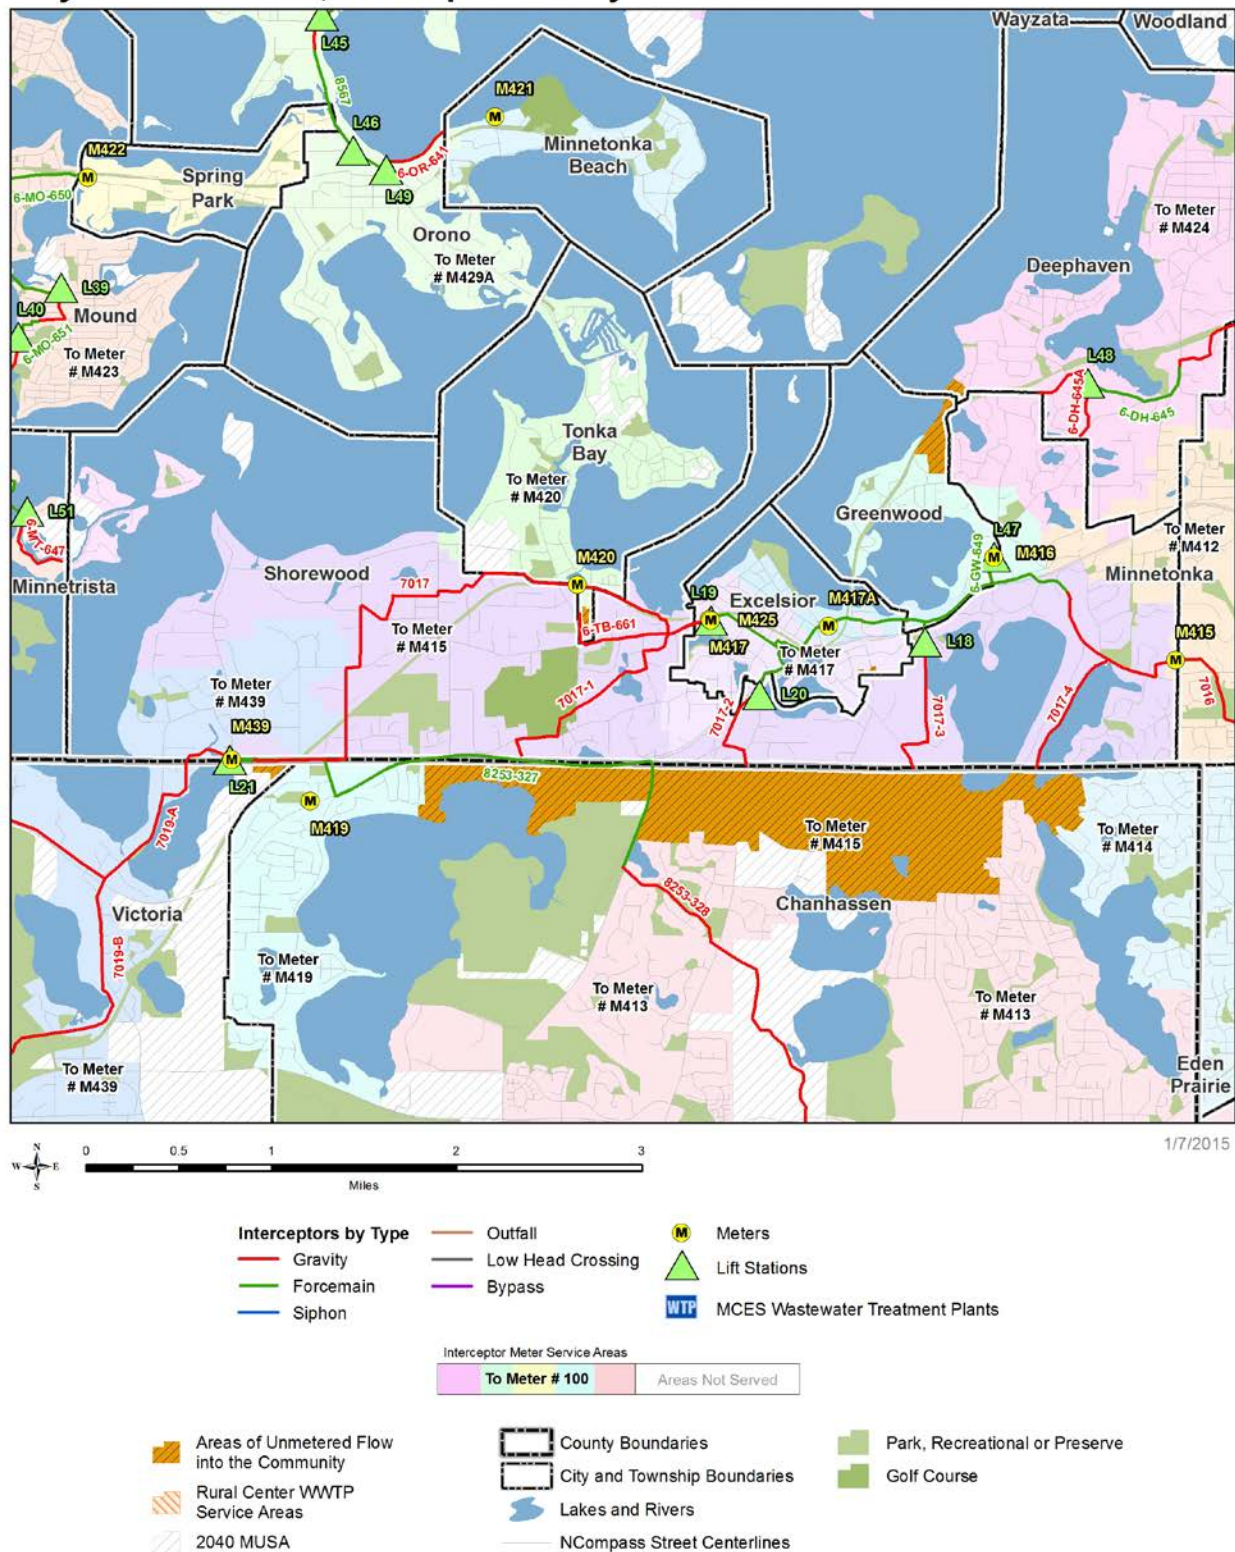 Wayzata
Woodland
L45
8567
M421
L46
Minnetonka
Beach
M422
6-OR-641
Spring
Park
6-MO-650
L49
To Meter
# M424
Orono
To Meter
# M429A
Deephaven
L39
L40
Mound
6-MO-651
To Meter
# M423
L48
6-DH-645A
6-DH-645
Tonka
Bay
To Meter
# M420
L51
6-MT-647
Greenwood
L47
To Meter
# M412
M416
6-GW-649
Minnetrista
Shorewood
7017
M420
Minnetonka
L19
Excelsior
M417A
M425
6-TB-661
To Meter
# M415
M417
To Meter
# M417
L18
M415
To Meter
# M439
7017-1
L20
7017-2
7017-3
7017-4
7016
M439
L21
8253-327
M419
7019-A
To Meter
# M415
To Meter
# M414
8253-328
Chanhassen
Victoria
7019-B
To Meter
# M419
To Meter
# M413
To Meter
# M413
To Meter
# M439
Eden
Prairie
1/7/2015
N
W E
S
0 0.5 1 2 3
Miles
Interceptors by Type
Gravity
Forcemain
Siphon
Outfall
Low Head Crossing
Bypass
M Meters
Lift Stations
WTP MCES Wastewater Treatment Plants
Interceptor Meter Service Areas
To Meter # 100 Areas Not Served
Areas of Unmetered Flow
into the Community
Rural Center WWTP
Service Areas
2040 MUSA
County Boundaries
City and Township Boundaries
Lakes and Rivers
NCompass Street Centerlines
Park, Recreational or Preserve
Golf Course